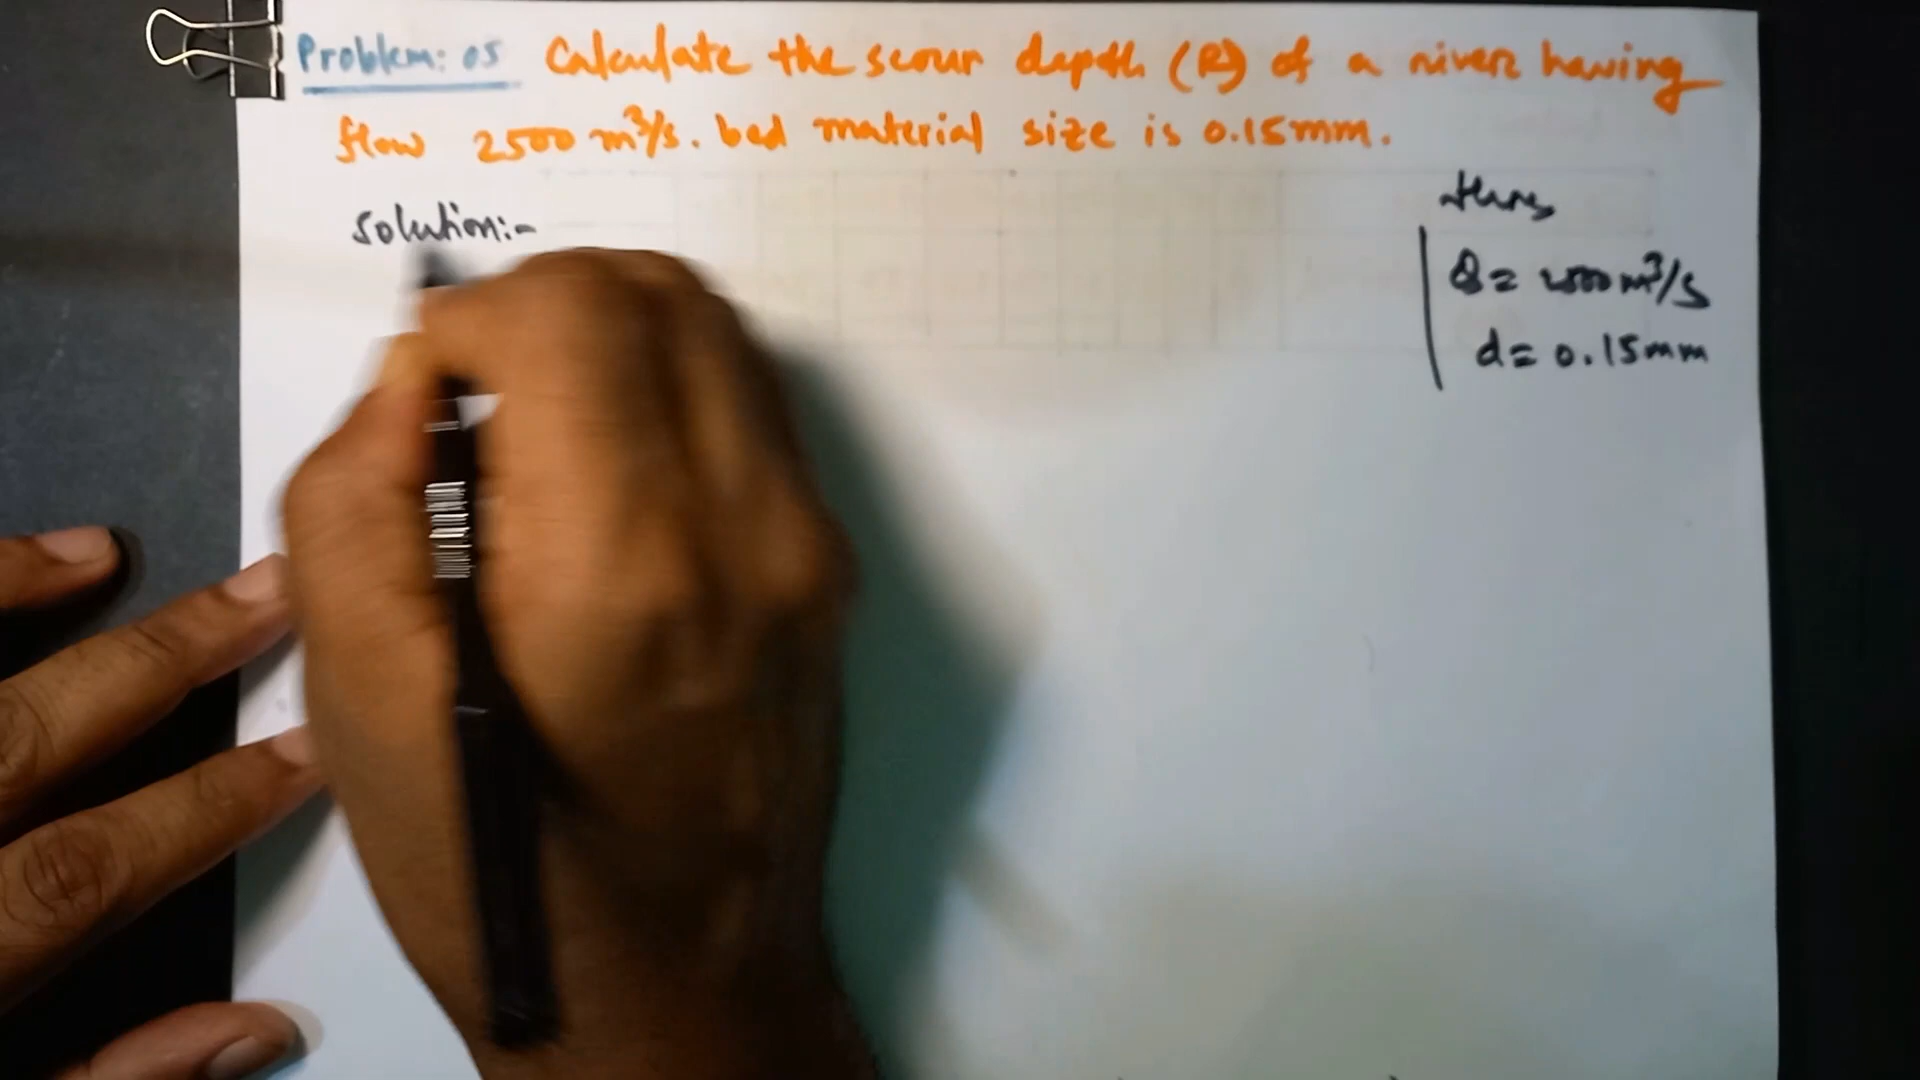 Problem: 05 Calculate the scour depth (R) of a river having
flow 2500 m³/s. bed material size is 0.15mm.
Solution:-
Here,
Q = 2500 m³/s
d = 0.15mm